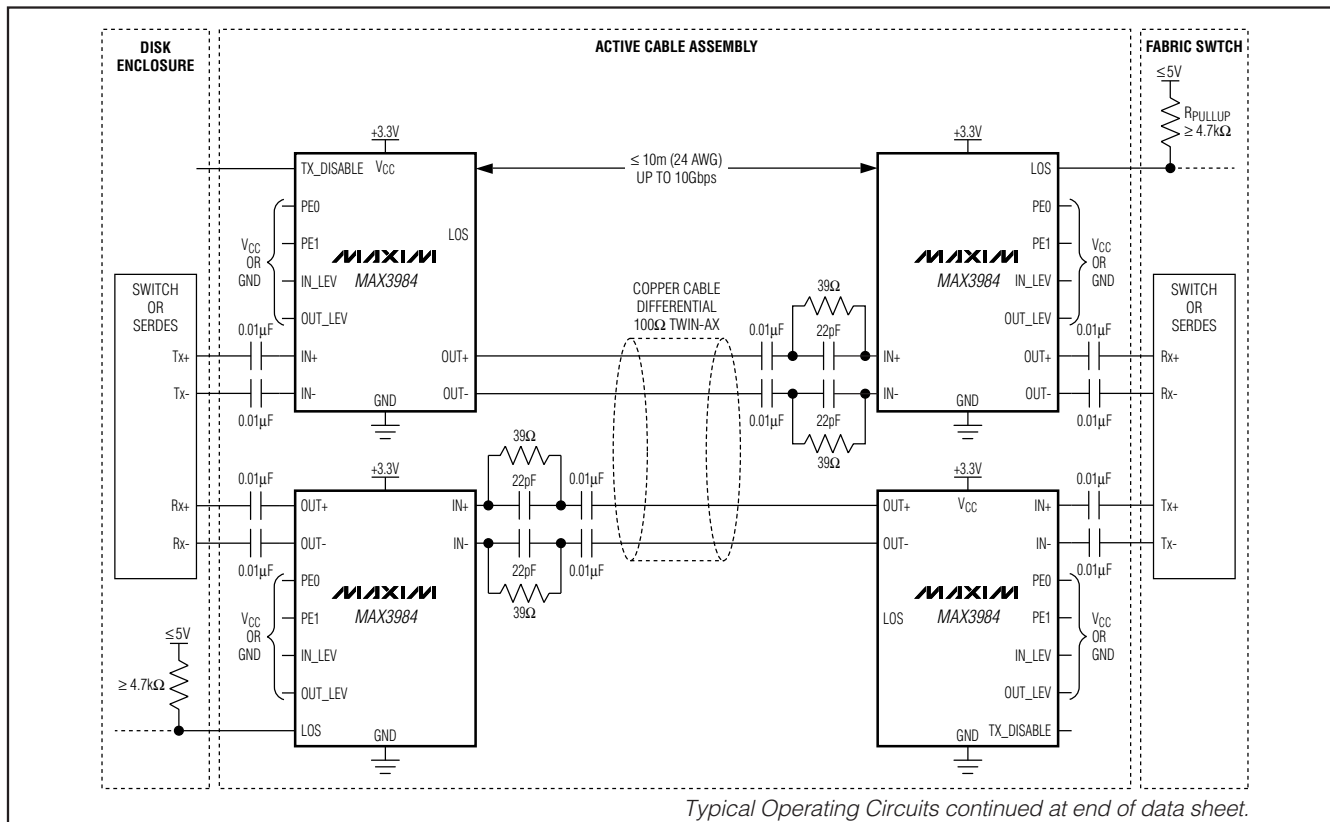 DISK
ENCLOSURE
ACTIVE CABLE ASSEMBLY
FABRIC SWTCH
≤5V
RPULLUP
≥ 4.7kΩ
+3.3V
+3.3V
TX_DISABLE VCC
≤ 10m (24 AWG)
UP TO 10Gbps
LOS
PE0
PE1
IN_LEV
OUT_LEV
VCC
OR
GND
LOS
MAXIM
MAX3984
MAXIM
MAX3984
PE0
PE1
IN_LEV
OUT_LEV
VCC
OR
GND
SWITCH
OR
SERDES
COPPER CABLE
DIFFERENTIAL
100Ω TWIN-AX
39Ω
SWITCH
OR
SERDES
0.01µF
0.01µF
22pF
0.01µF
Tx+
IN+
OUT+
IN+
OUT+
Rx+
Tx-
IN-
OUT-
IN-
OUT-
Rx-
0.01µF
GND
0.01µF
22pF
GND
0.01µF
39Ω
39Ω
+3.3V
+3.3V
0.01µF
22pF
0.01µF
0.01µF
Rx+
OUT+
IN+
OUT+
VCC
IN+
Tx+
Rx-
OUT-
IN-
OUT-
IN-
Tx-
0.01µF
22pF
0.01µF
0.01µF
39Ω
PE0
PE1
IN_LEV
OUT_LEV
VCC
OR
GND
MAXIM
MAX3984
LOS
MAXIM
MAX3984
PE0
PE1
IN_LEV
OUT_LEV
VCC
OR
GND
≤5V
≥ 4.7kΩ
LOS
GND
GND
TX_DISABLE
Typical Operating Circuits continued at end of data sheet.